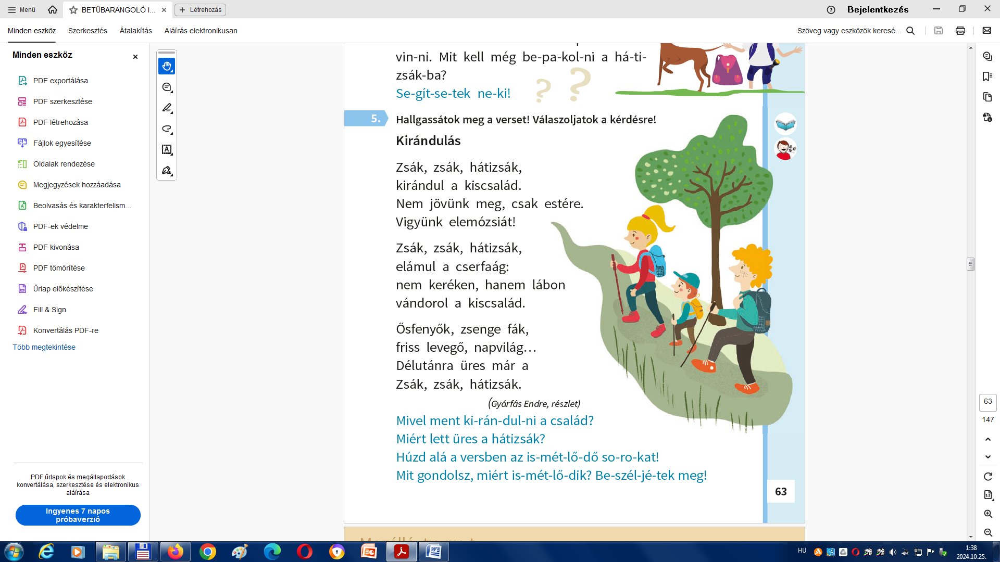 Menü
BETŰBARANGOLÓ I...
Létrehozás
Bejelentkezés
Minden eszköz
Szerkesztés
Átalakítás
Aláírás elektronikusan
Szöveg vagy eszközök keresé...
Minden eszköz
PDF exportálása
PDF szerkesztése
PDF létrehozása
Fájlok egyesítése
Oldalak rendezése
Megjegyzések hozzáadása
Beolvasás és karakterfelism...
PDF-ek védelme
PDF kivonása
PDF tömörítése
Űrlap előkészítése
Fill & Sign
Konvertálás PDF-re
Több megtekintése
PDF űrlapok és megállapodások
konvertálása, szerkesztése és elektronikus
aláírása
Ingyenes 7 napos
próbaverzió
vin-ni. Mit kell még be-pa-kol-ni a há-ti-
zsák-ba?
Se-gít-se-tek ne-ki!
? ?
5.
Hallgassátok meg a verset! Válaszoljatok a kérdésre!
Kirándulás
Zsák, zsák, hátizsák,
kirándul a kiscsalád.
Nem jövünk meg, csak estére.
Vigyünk elemózsiát!
Zsák, zsák, hátizsák,
elámul a cserfaág:
nem keréken, hanem lábon
vándorol a kiscsalád.
Ősfenyők, zsenge fák,
friss levegő, napvilág...
Délutánra üres már a
Zsák, zsák, hátizsák.
(Gyárfás Endre, részlet)
Mivel ment ki-rán-dul-ni a család?
Miért lett üres a hátizsák?
Húzd alá a versben az is-mét-lő-dő so-ro-kat!
Mit gondolsz, miért is-mét-lő-dik? Be-szél-jé-tek meg!
63
63
147
HU
1:38
2024.10.25.